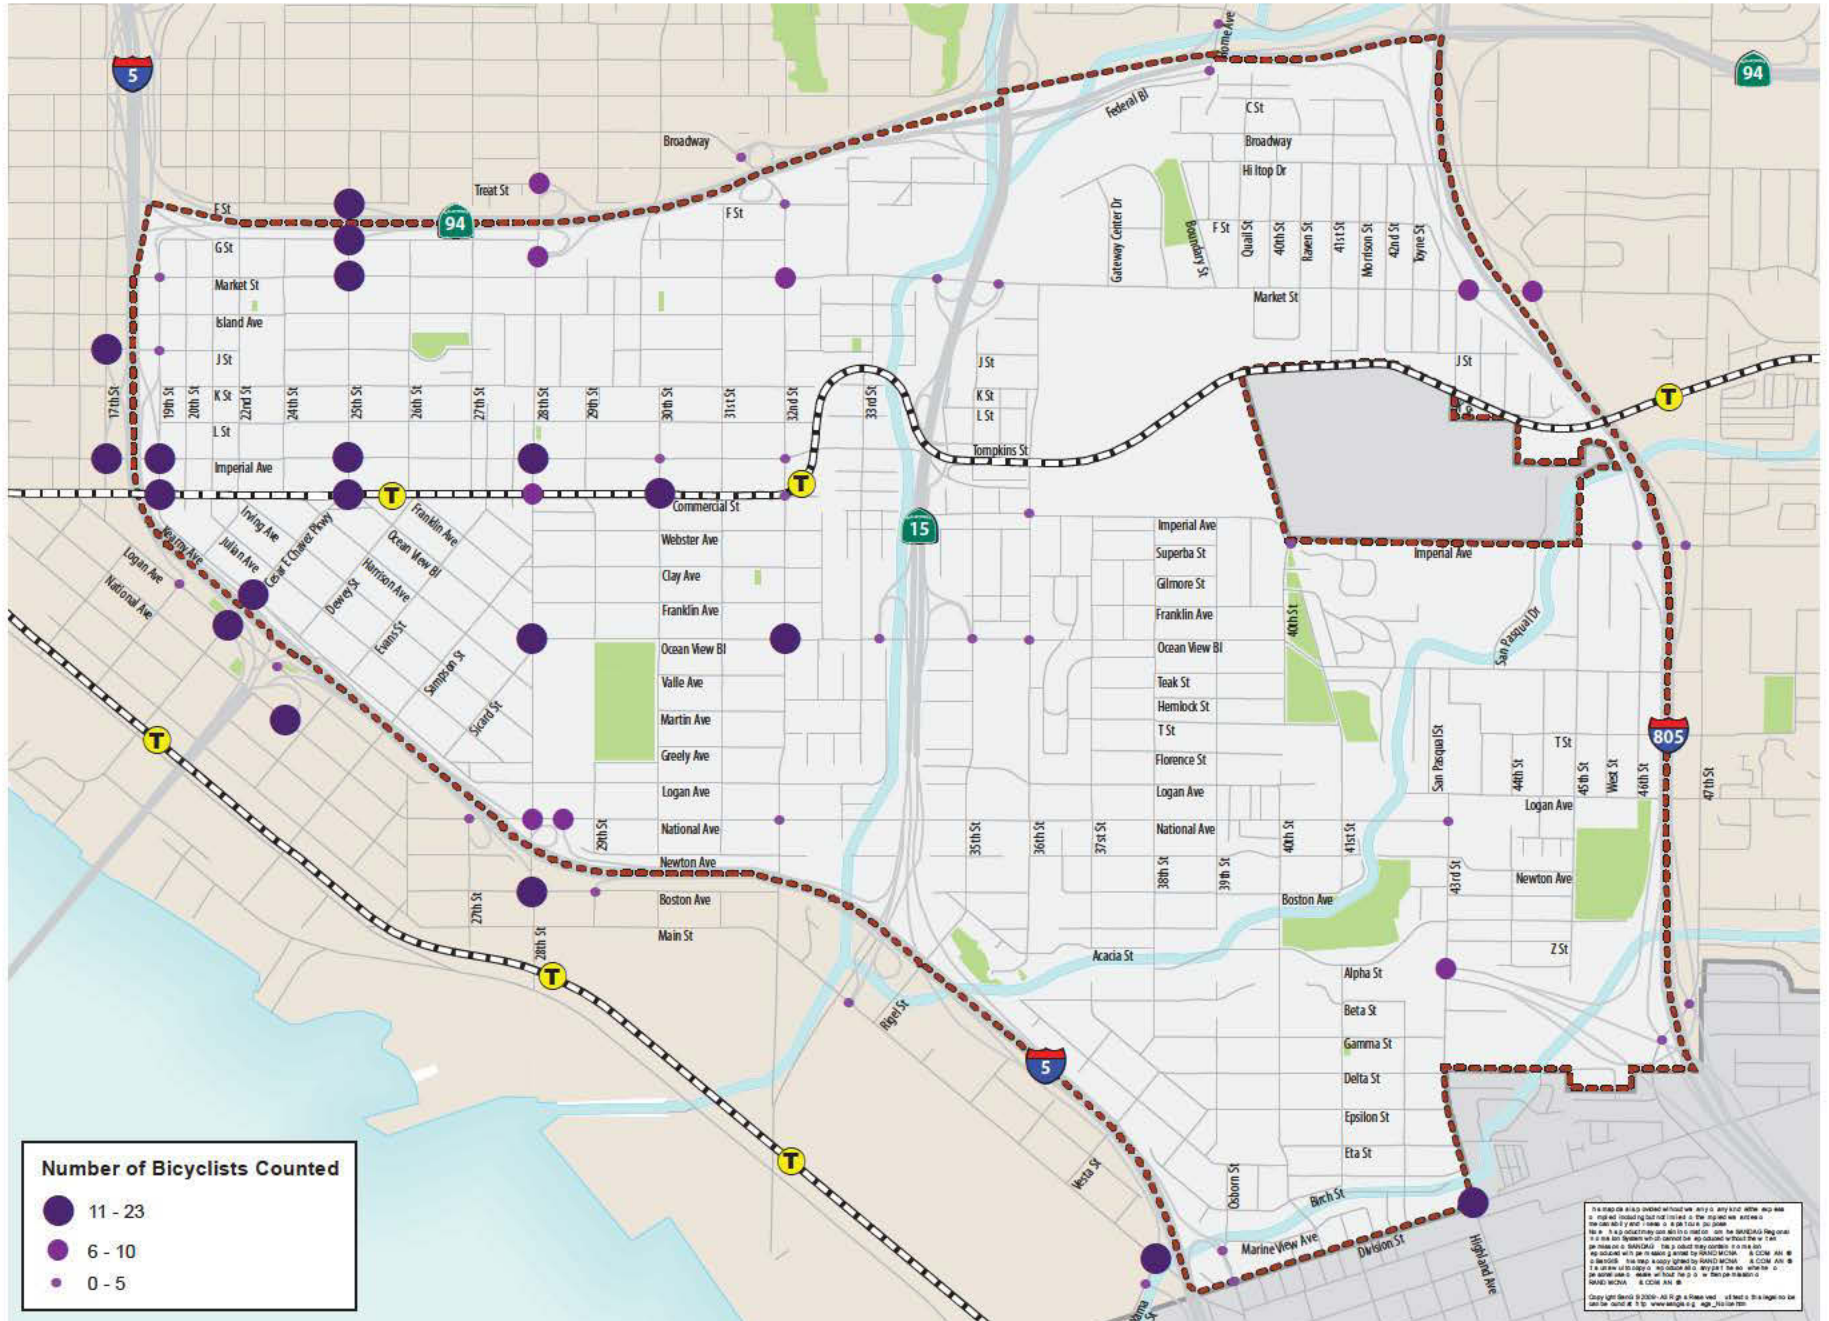 5
94
Home Ave
Federal Bl
C St
Broadway
Broadway
Hi ltop Dr
Treat St
F St
94
F St
Gateway Center Dr
Boundary St
F St
Quail St
40th St
Raven St
41st St
Morrison St
42nd St
Toyne St
G St
Market St
Market St
Island Ave
J St
J St
J St
17th St
19th St
20th St
K St
22nd St
24th St
25th St
26th St
27th St
28th St
29th St
30th St
31st St
32nd St
33rd St
K St
T
L St
L St
Imperial Ave
Tompkins St
T
T
Commercial St
15
Irving Ave
Cesar E Chavez Pkwy
Franklin Ave
Kearny Ave
Julian Ave
Ocean View Bl
Webster Ave
Imperial Ave
Imperial Ave
Logan Ave
Harrison Ave
Clay Ave
Superba St
National Ave
Dewey St
Gilmore St
Franklin Ave
Franklin Ave
40th St
Evans St
Ocean View Bl
Ocean View Bl
San Pasqual Dr
Sampson St
Valle Ave
Teak St
Hemlock St
Sicard St
Martin Ave
T St
T
Greely Ave
Florence St
San Pasqual St
T St
805
44th St
45th St
West St
46th St
47th St
Logan Ave
Logan Ave
Logan Ave
29th St
National Ave
35th St
36th St
37st St
National Ave
40th St
41st St
Newton Ave
38th St
39th St
43rd St
Newton Ave
27th St
Boston Ave
Boston Ave
28th St
Main St
Z St
Acacia St
T
Alpha St
Rigel St
Beta St
Gamma St
5
Delta St
Epsilon St
Eta St
T
Vesta St
Osborn St
Birch St
Marine View Ave
Division St
Highland Ave
Number of Bicyclists Counted
11 - 23
6 - 10
0 - 5